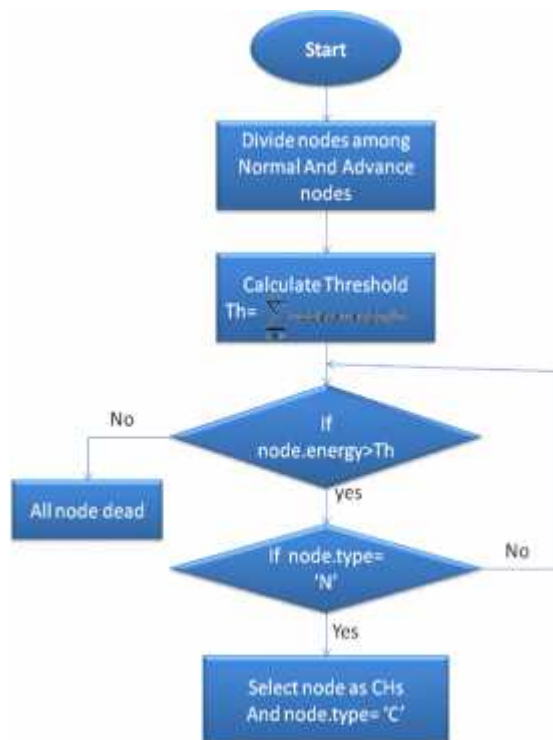 Start
Divide nodes among
Normal And Advance
nodes
Calculate Threshold
Th=
If
node.energy>Th
No
All node dead
yes
If node.type=
'N'
No
Yes
Select node as CHs
And node.type= 'C'